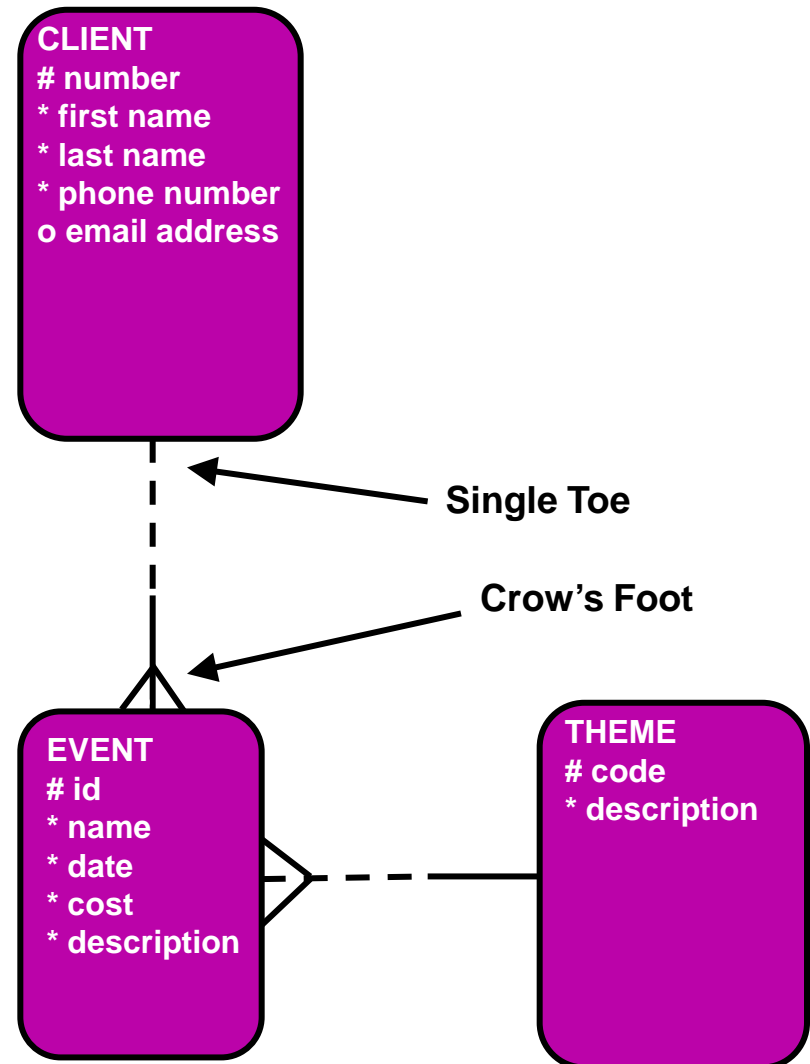 CLIENT
# number
* first name
* last name
* phone number
o email address
Single Toe
Crow’s Foot
EVENT
# id
* name
* date
* cost
* description
THEME
# code
* description